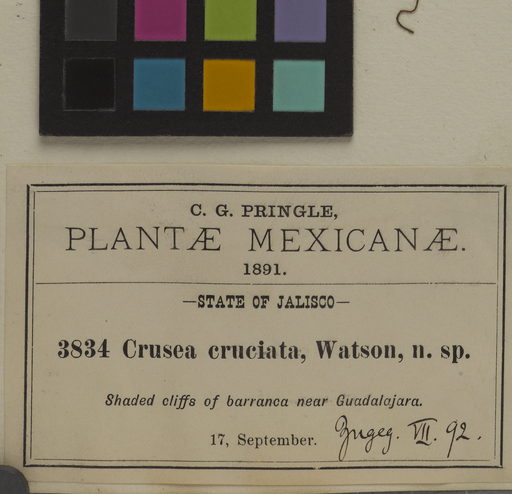 C. G. PRINGLE,
PLANTÆ MEXICANÆ.
1891.
—STATE OF JALISCO—
3834 Crusea cruciata, Watson, n. sp.
Shaded cliffs of barranca near Guadalajara.
17, September. Zugeg. VII. 92.